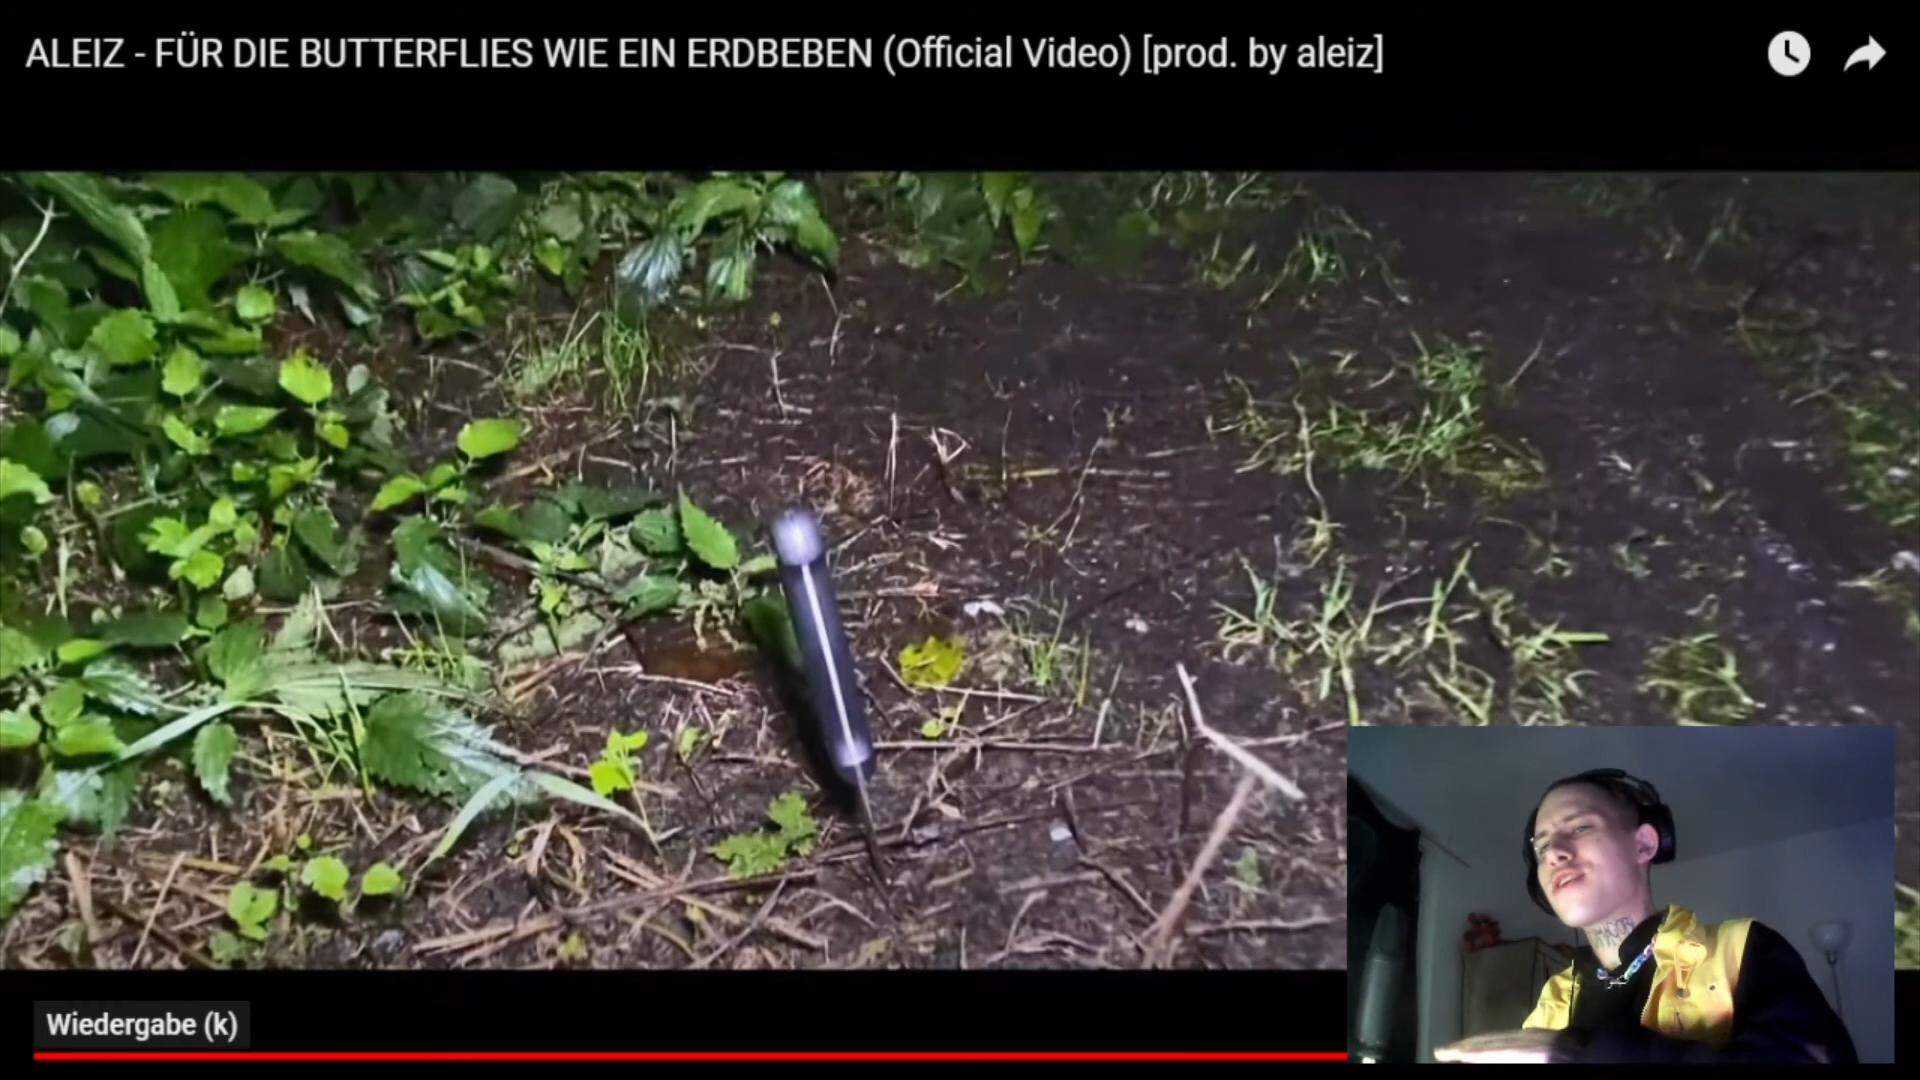 ALEIZ - FÜR DIE BUTTERFLIES WIE EIN ERDBEBEN (Official Video) [prod. by aleiz]
Wiedergabe (k)